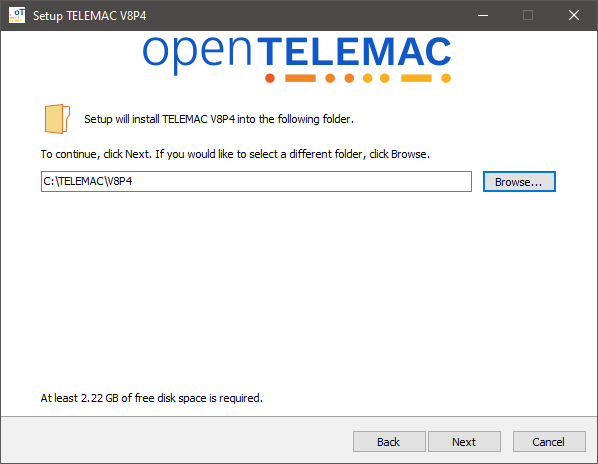 oT
Setup TELEMAC V8P4
openTELEMAC
Setup will install TELEMAC V8P4 into the following folder.
To continue, click Next. If you would like to select a different folder, click Browse.
C:\TELEMAC\V8P4
Browse...
At least 2.22 GB of free disk space is required.
Back
Next
Cancel